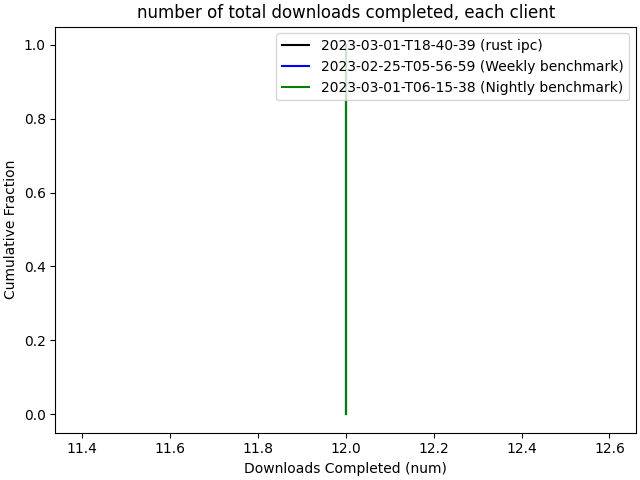 number of total downloads completed, each client
2023-03-01-T18-40-39 (rust ipc)
2023-02-25-T05-56-59 (Weekly benchmark)
2023-03-01-T06-15-38 (Nightly benchmark)
Cumulative Fraction
1.0
0.8
0.6
0.4
0.2
0.0
11.4 11.6 11.8 12.0 12.2 12.4 12.6
Downloads Completed (num)